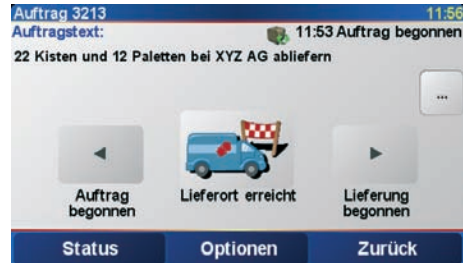 Auftrag 3213 11:56
Auftragstext: 11:53 Auftrag begonnen
22 Kisten und 12 Paletten bei XYZ AG abliefern
...
Auftrag begonnen
Lieferort erreicht
Lieferung begonnen
Status Optionen Zurück